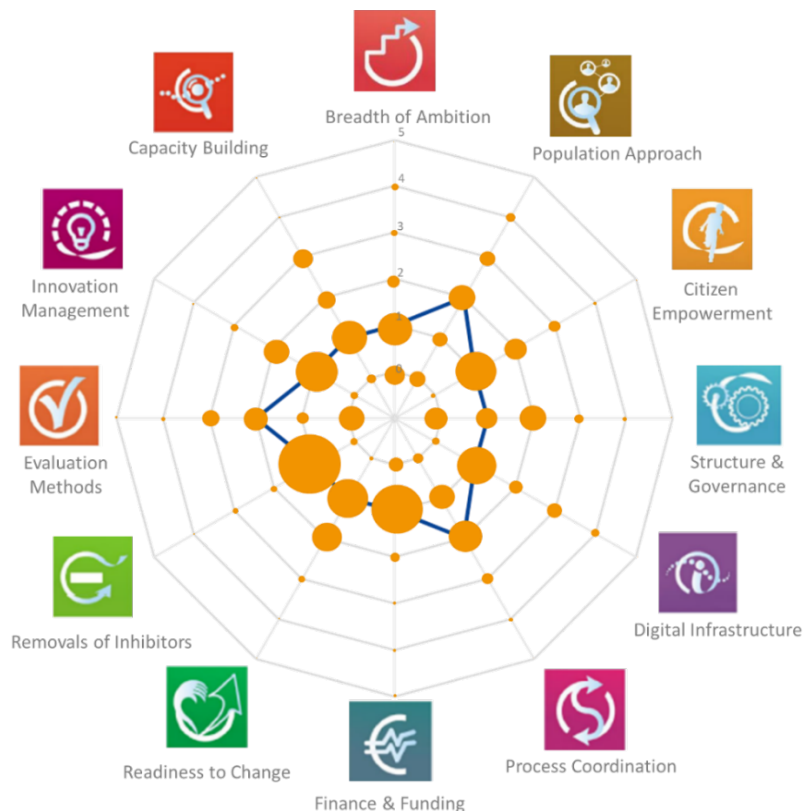 Breadth of Ambition
Capacity Building
Population Approach
5
4
3
2
1
0
Innovation
Management
Citizen
Empowerment
Evaluation
Methods
Structure &
Governance
Removals of Inhibitors
Digital Infrastructure
Readiness to Change
Process Coordination
Finance & Funding